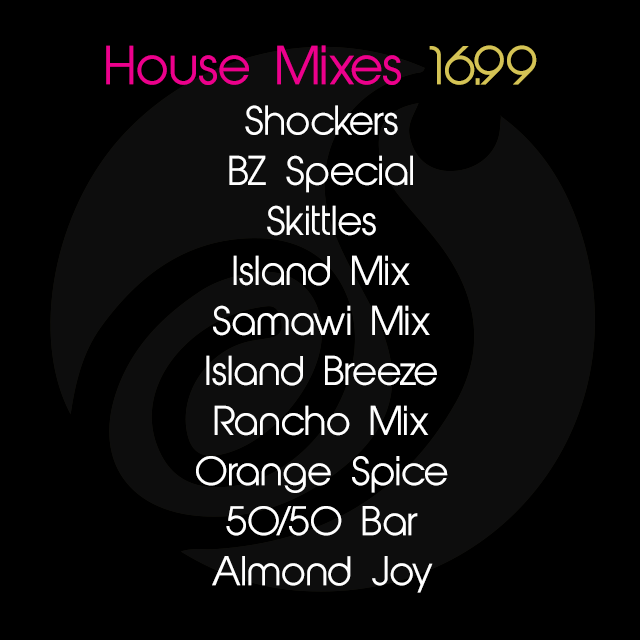 House Mixes 16.99
Shockers
BZ Special
Skittles
Island Mix
Samawi Mix
Island Breeze
Rancho Mix
Orange Spice
50/50 Bar
Almond Joy